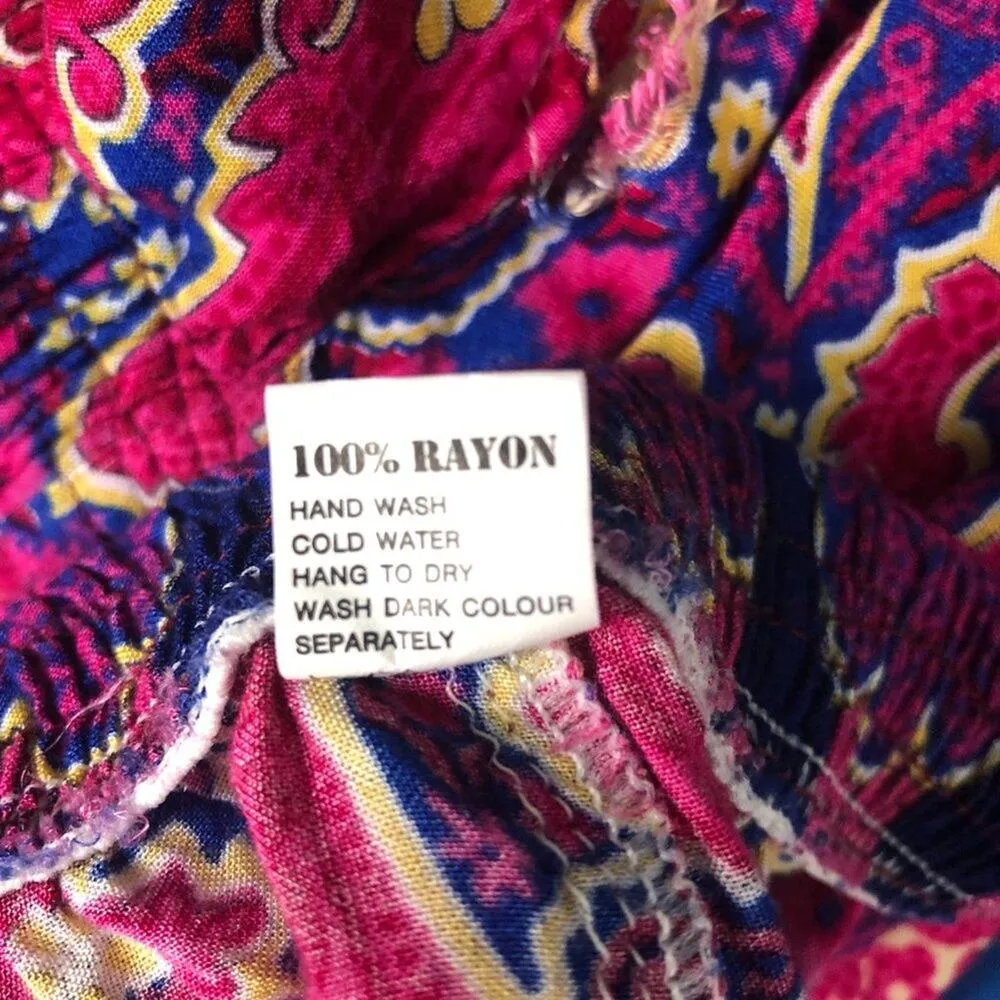 100% RAYON
HAND WASH
COLD WATER
HANG TO DRY
WASH DARK COLOUR
SEPARATELY